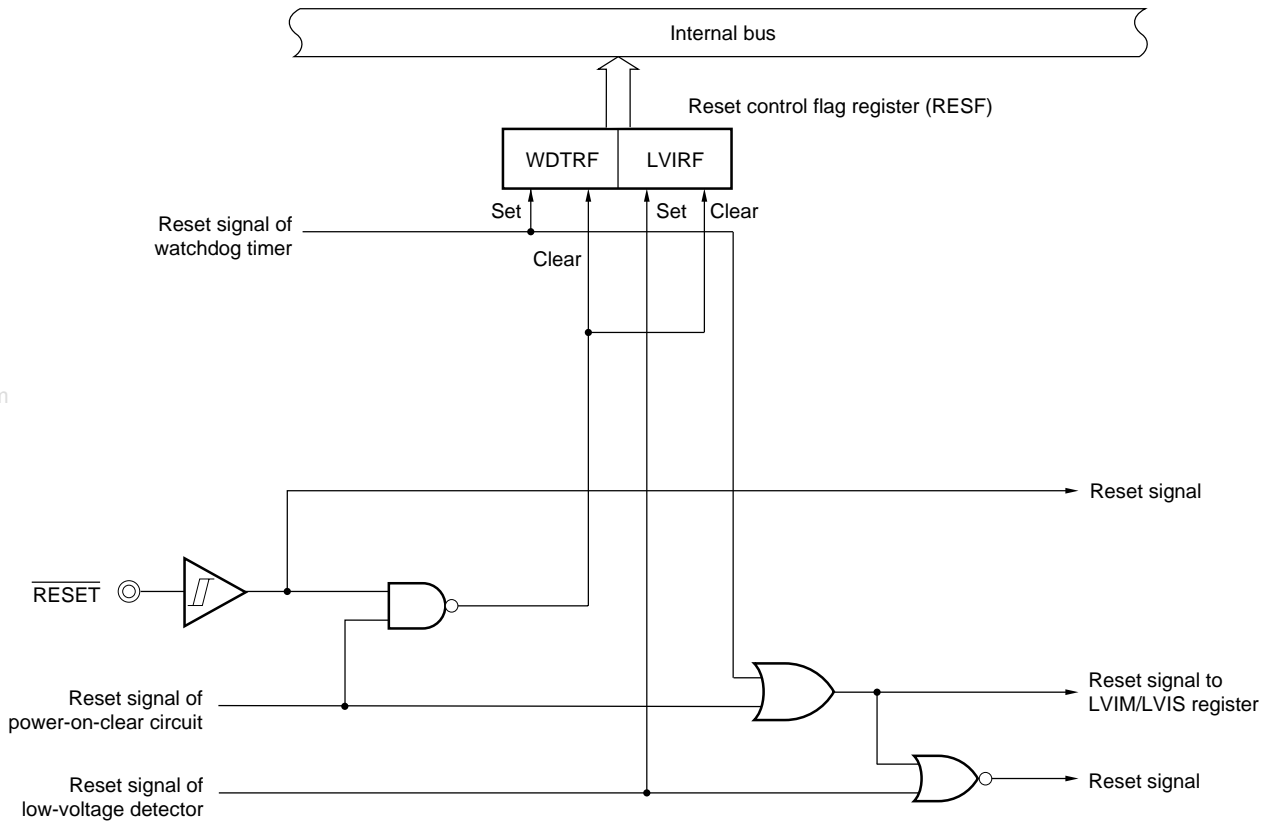 Internal bus
Reset control flag register (RESF)
WDTRF
LVIRF
Set
Set
Clear
Reset signal of
watchdog timer
Clear
Reset signal
RESET
Reset signal of
power-on-clear circuit
Reset signal to
LVIM/LVIS register
Reset signal of
low-voltage detector
Reset signal